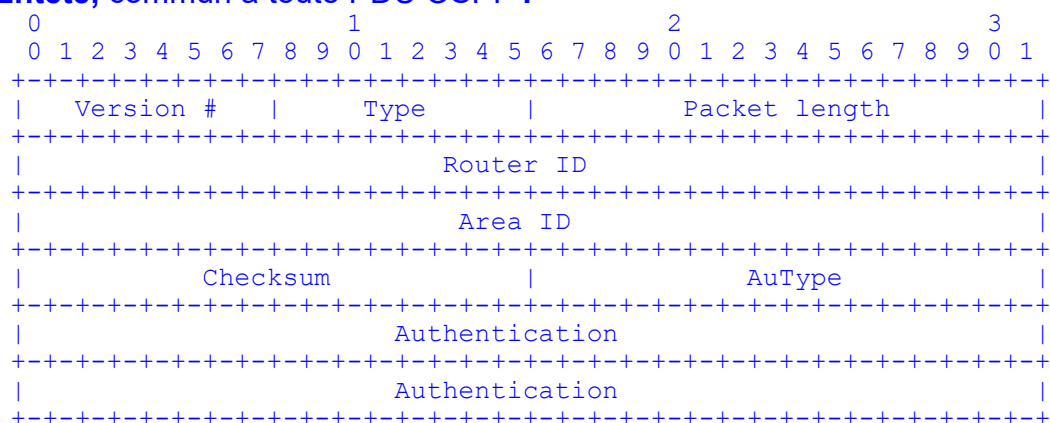 commun à toute PDU OSPF :
0 1 2 3
0 1 2 3 4 5 6 7 8 9 0 1 2 3 4 5 6 7 8 9 0 1 2 3 4 5 6 7 8 9 0 1
+-+-+-+-+-+-+-+-+-+-+-+-+-+-+-+-+-+-+-+-+-+-+-+-+-+-+-+-+-+-+-+-+
| Version # | Type | Packet length |
+-+-+-+-+-+-+-+-+-+-+-+-+-+-+-+-+-+-+-+-+-+-+-+-+-+-+-+-+-+-+-+-+
| Router ID |
+-+-+-+-+-+-+-+-+-+-+-+-+-+-+-+-+-+-+-+-+-+-+-+-+-+-+-+-+-+-+-+-+
| Area ID |
+-+-+-+-+-+-+-+-+-+-+-+-+-+-+-+-+-+-+-+-+-+-+-+-+-+-+-+-+-+-+-+-+
| Checksum | AuType |
+-+-+-+-+-+-+-+-+-+-+-+-+-+-+-+-+-+-+-+-+-+-+-+-+-+-+-+-+-+-+-+-+
| Authentication |
+-+-+-+-+-+-+-+-+-+-+-+-+-+-+-+-+-+-+-+-+-+-+-+-+-+-+-+-+-+-+-+-+
| Authentication |
+-+-+-+-+-+-+-+-+-+-+-+-+-+-+-+-+-+-+-+-+-+-+-+-+-+-+-+-+-+-+-+-+